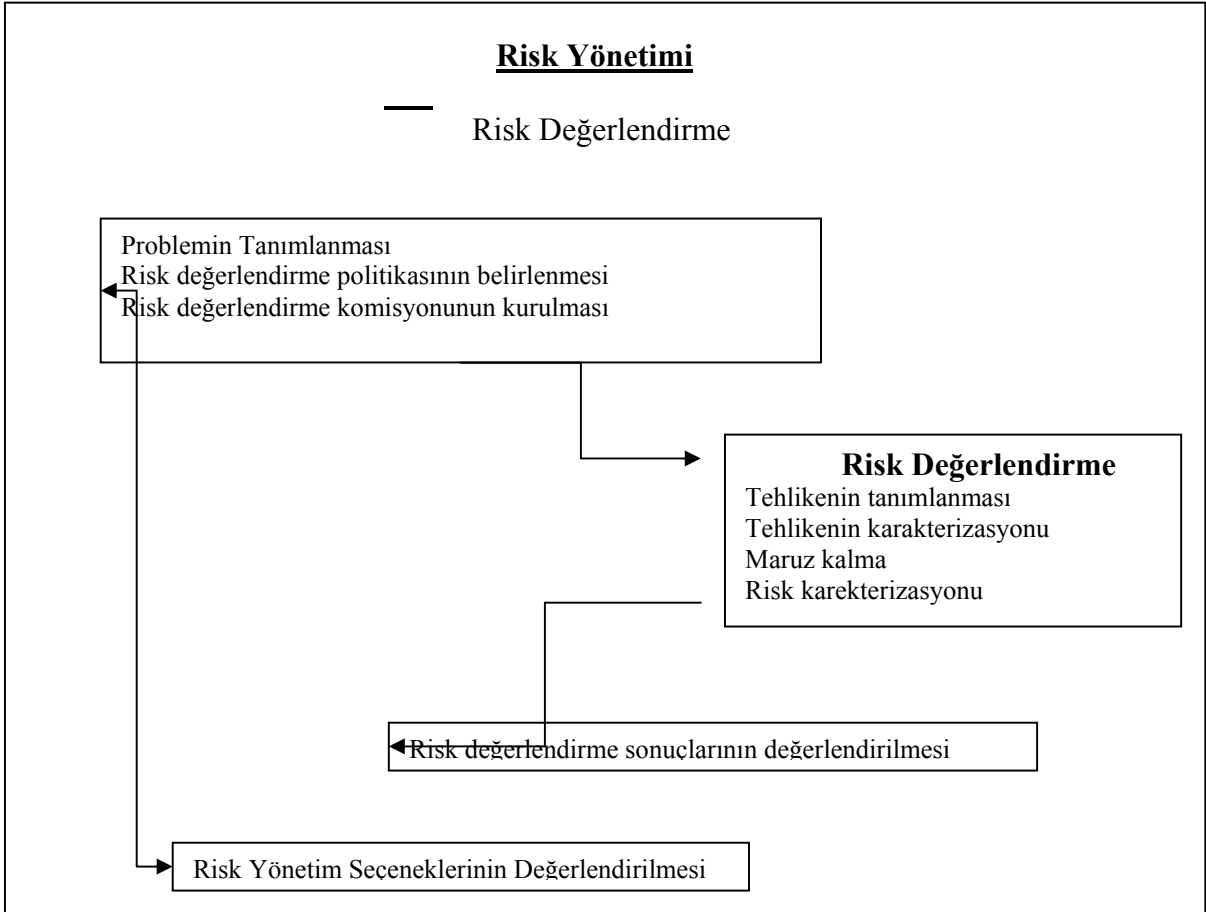 Risk Yönetimi
Risk Değerlendirme
Problemin Tanımlanması
Risk değerlendirme politikasının belirlenmesi
Risk değerlendirme komisyonunun kurulması
Risk Değerlendirme
Tehlikenin tanımlanması
Tehlikenin karakterizasyonu
Maruz kalma
Risk karekterizasyonu
Risk değerlendirme sonuçlarının değerlendirilmesi
Risk Yönetim Seçeneklerinin Değerlendirilmesi